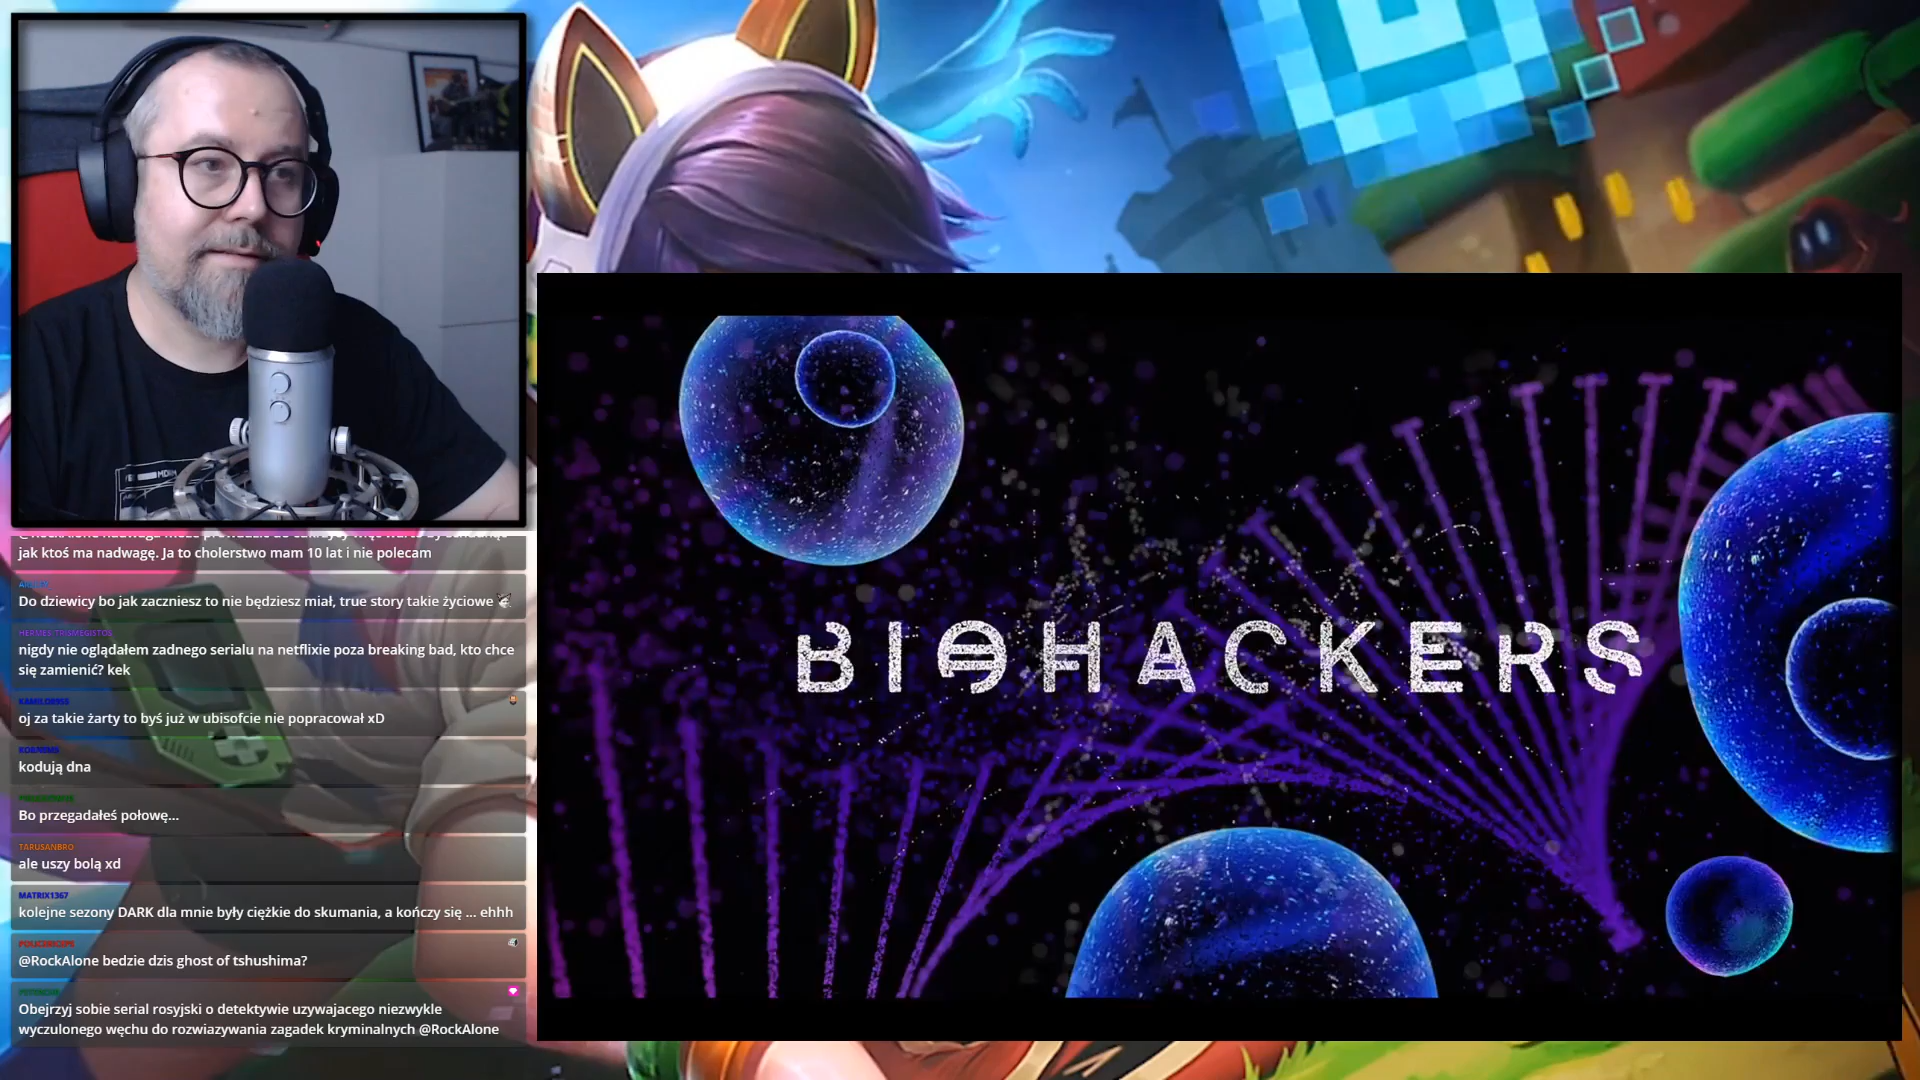 jak ktoś ma nadwagę. Ja to cholerstwo mam 10 lat i nie polecam
Do dziewicy bo jak zaczniesz to nie będziesz miał, true story takie życiowe
HERMES TRISMEGISTOS
nigdy nie oglądałem zadnego serialu na netflixie poza breaking bad, kto chce
się zamienić? kek
oj za takie żarty to byś już w ubisofcie nie popracował xD
kodują dna
Bo przegadałeś połowę...
TARUSANBRO
ale uszy bolą xd
MATRIX1367
kolejne sezony DARK dla mnie były ciężkie do skumania, a kończy się ... ehhh
@RockAlone bedzie dzis ghost of tshushima?
Obejrzyj sobie serial rosyjski o detektywie uzywajacego niezwykle
wyczulonego węchu do rozwiazywania zagadek kryminalnych @RockAlone
BIOHACKERS